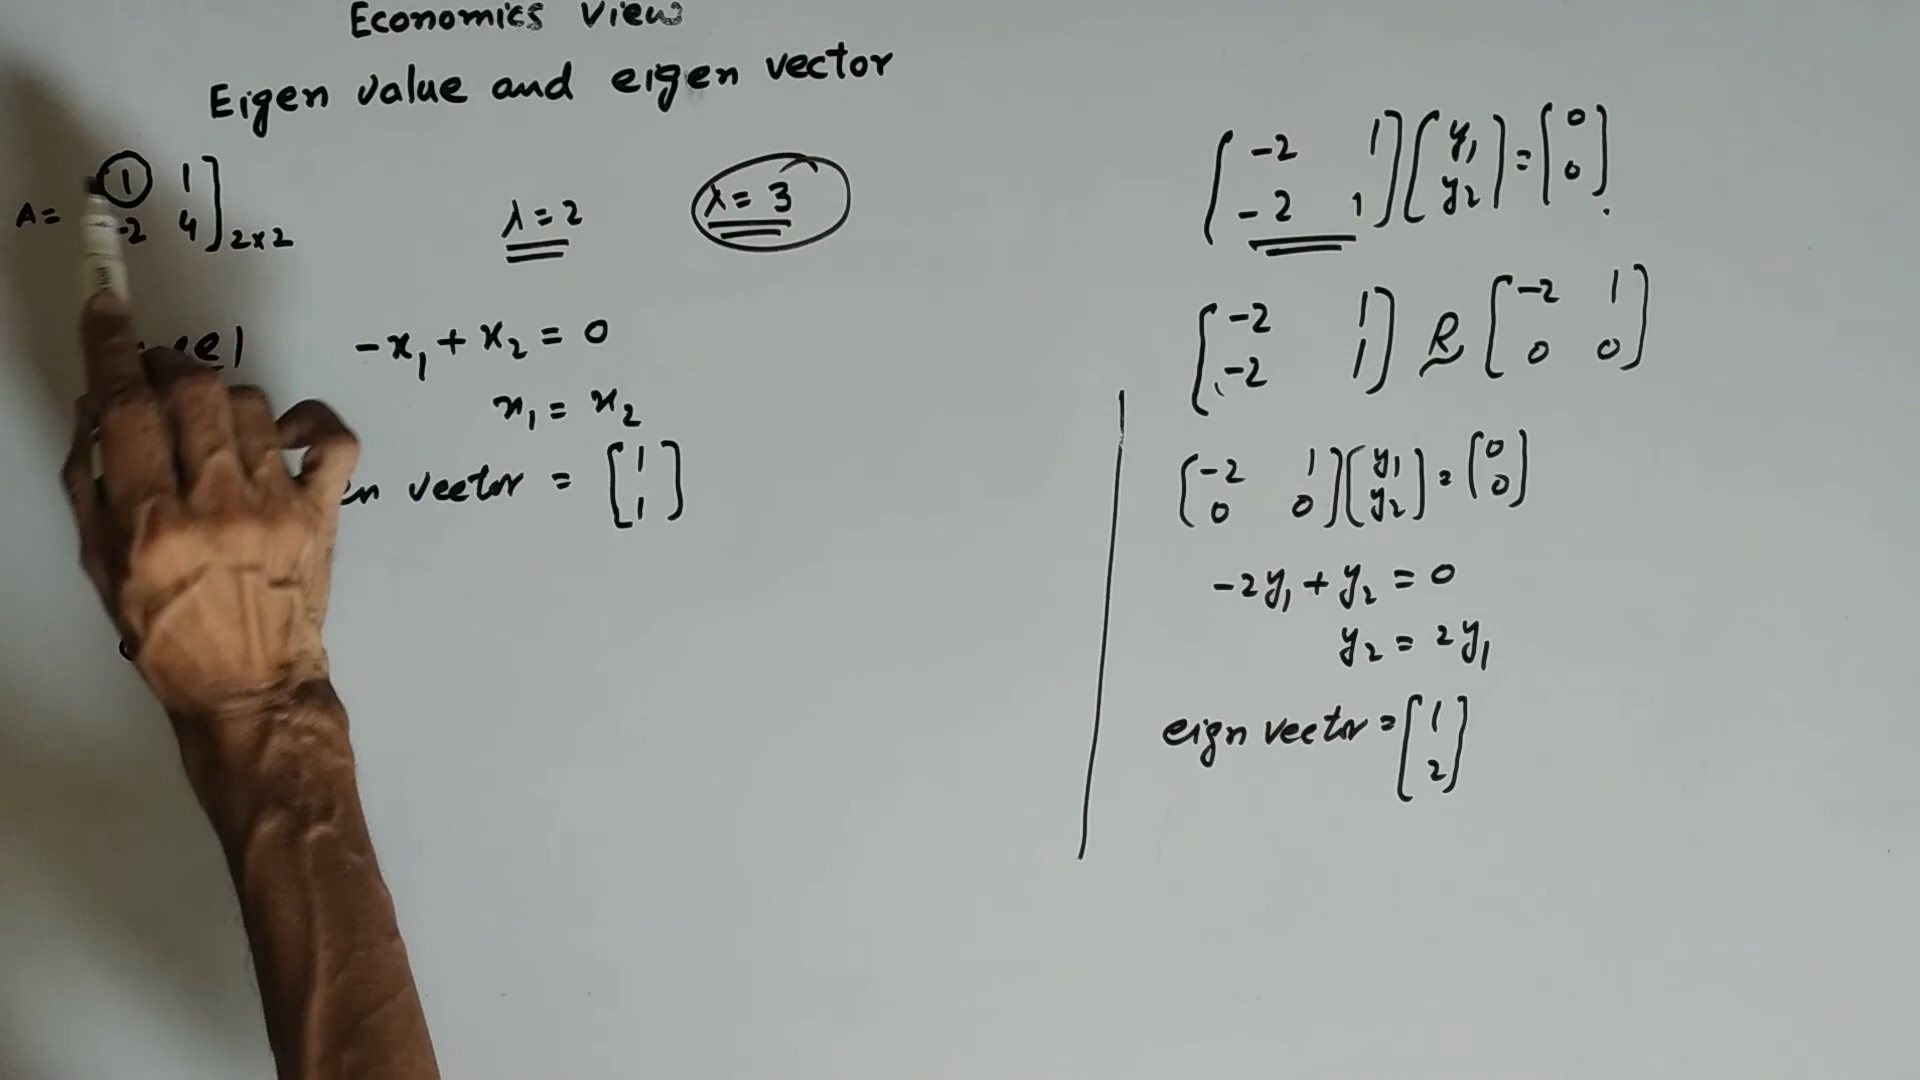 Economics View
Eigen value and eigen vector
A= 1 1
-2 4]2x2
λ=2
λ=3
-x1+x2=0
x1=x2
vector = [1
1]
[-2 1][y1]=[0]
[-2 1][y2] [0]
[-2 1] R [-2 1]
[-2 1] [0 0]
[-2 1][y1]=[0]
[0 0][y2] [0]
-2y1+y2=0
y2=2y1
eign vector=[1
2]